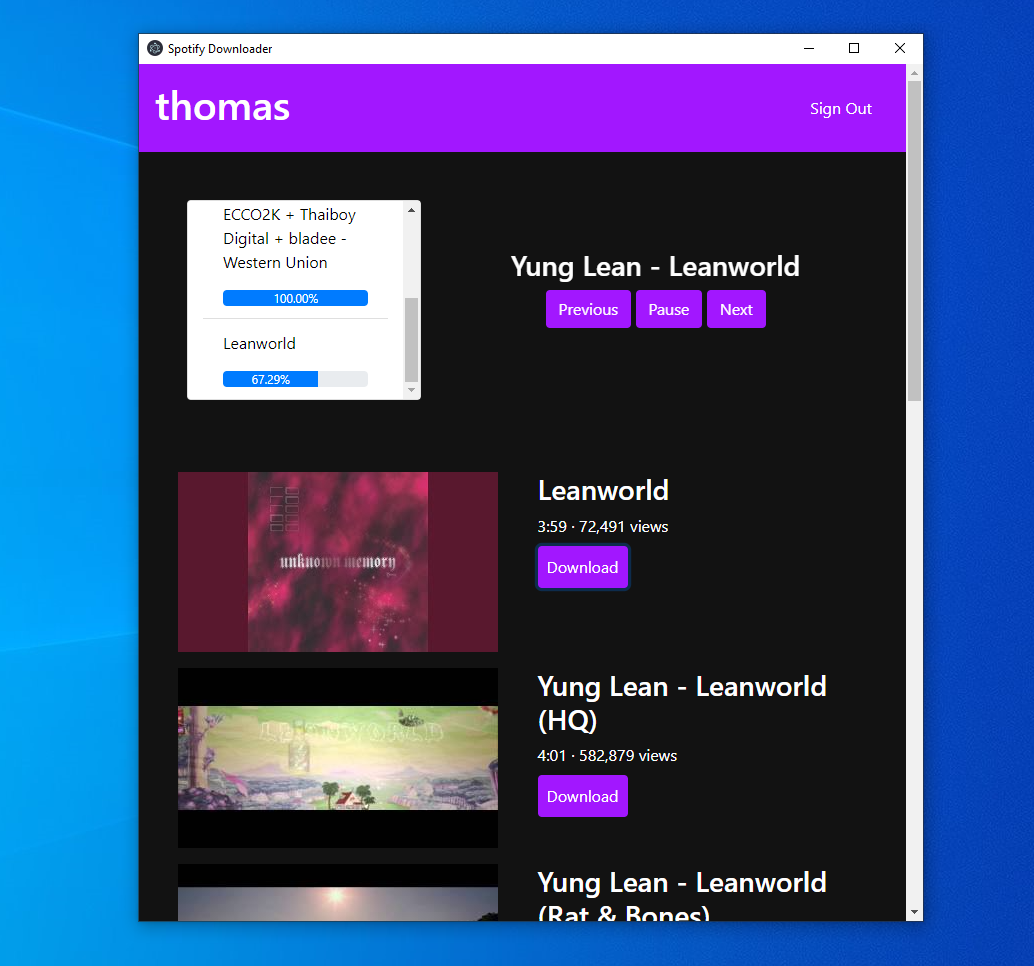 Spotify Downloader
thomas
Sign Out
ECCO2K + Thaiboy
Digital + bladee -
Western Union
100.00%
Leanworld
67.29%
Yung Lean - Leanworld
Previous
Pause
Next
unknown memory
Leanworld
3:59 · 72,491 views
Download
LEANWORLD
Yung Lean - Leanworld
(HQ)
4:01 · 582,879 views
Download
Yung Lean - Leanworld
(Rat & Bones)